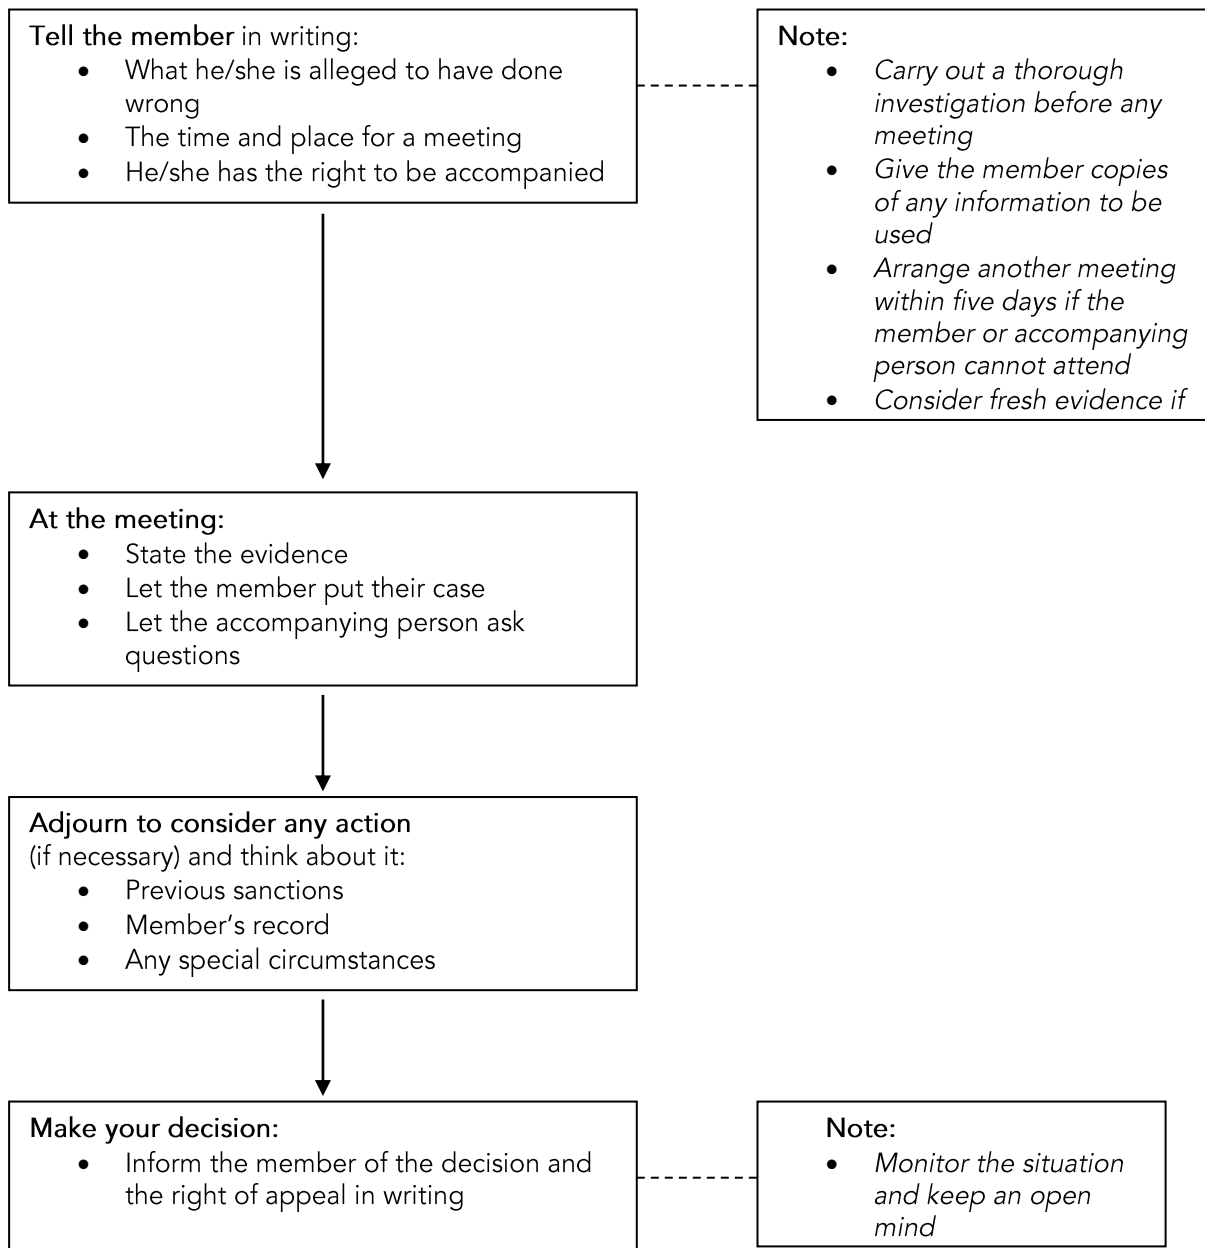 Tell the member in writing:
• What he/she is alleged to have done
wrong
• The time and place for a meeting
• He/she has the right to be accompanied
Note:
• Carry out a thorough
investigation before any
meeting
• Give the member copies
of any information to be
used
• Arrange another meeting
within five days if the
member or accompanying
person cannot attend
• Consider fresh evidence if
At the meeting:
• State the evidence
• Let the member put their case
• Let the accompanying person ask
questions
Adjourn to consider any action
(if necessary) and think about it:
• Previous sanctions
• Member’s record
• Any special circumstances
Make your decision:
• Inform the member of the decision and
the right of appeal in writing
Note:
• Monitor the situation
and keep an open
mind